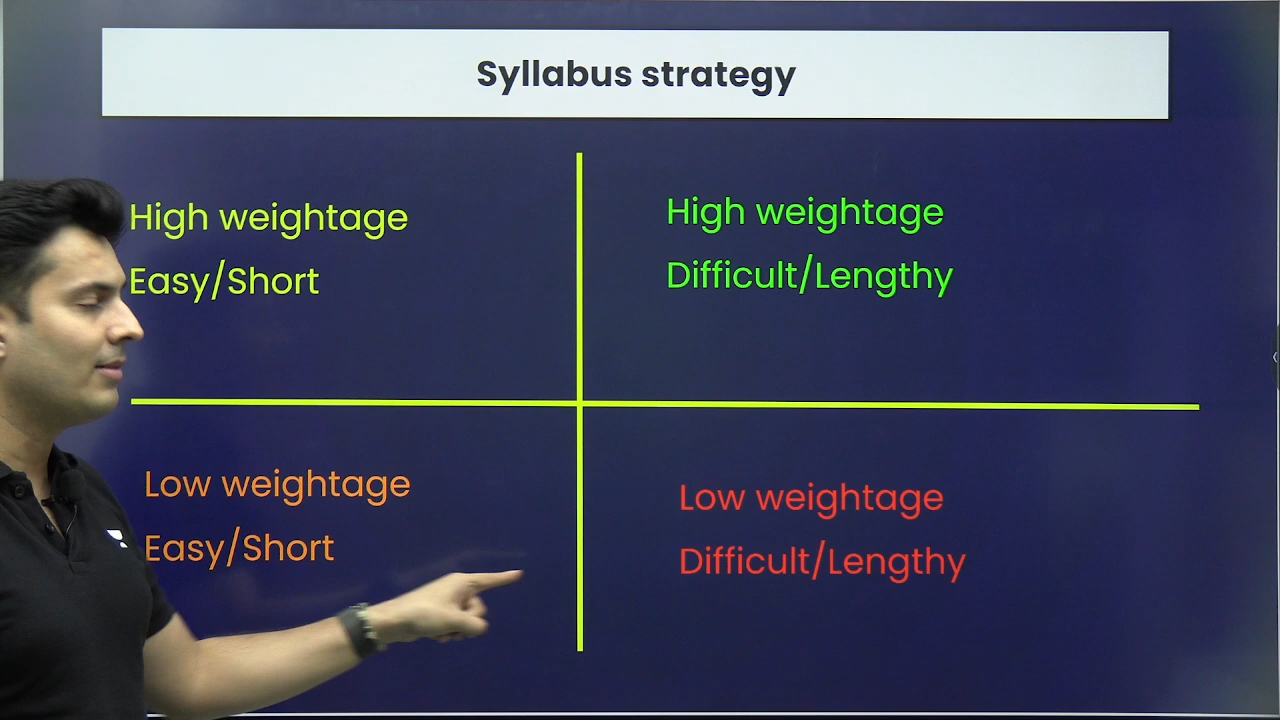 Syllabus strategy
High weightage
Easy/Short
High weightage
Difficult/Lengthy
Low weightage
Easy/Short
Low weightage
Difficult/Lengthy